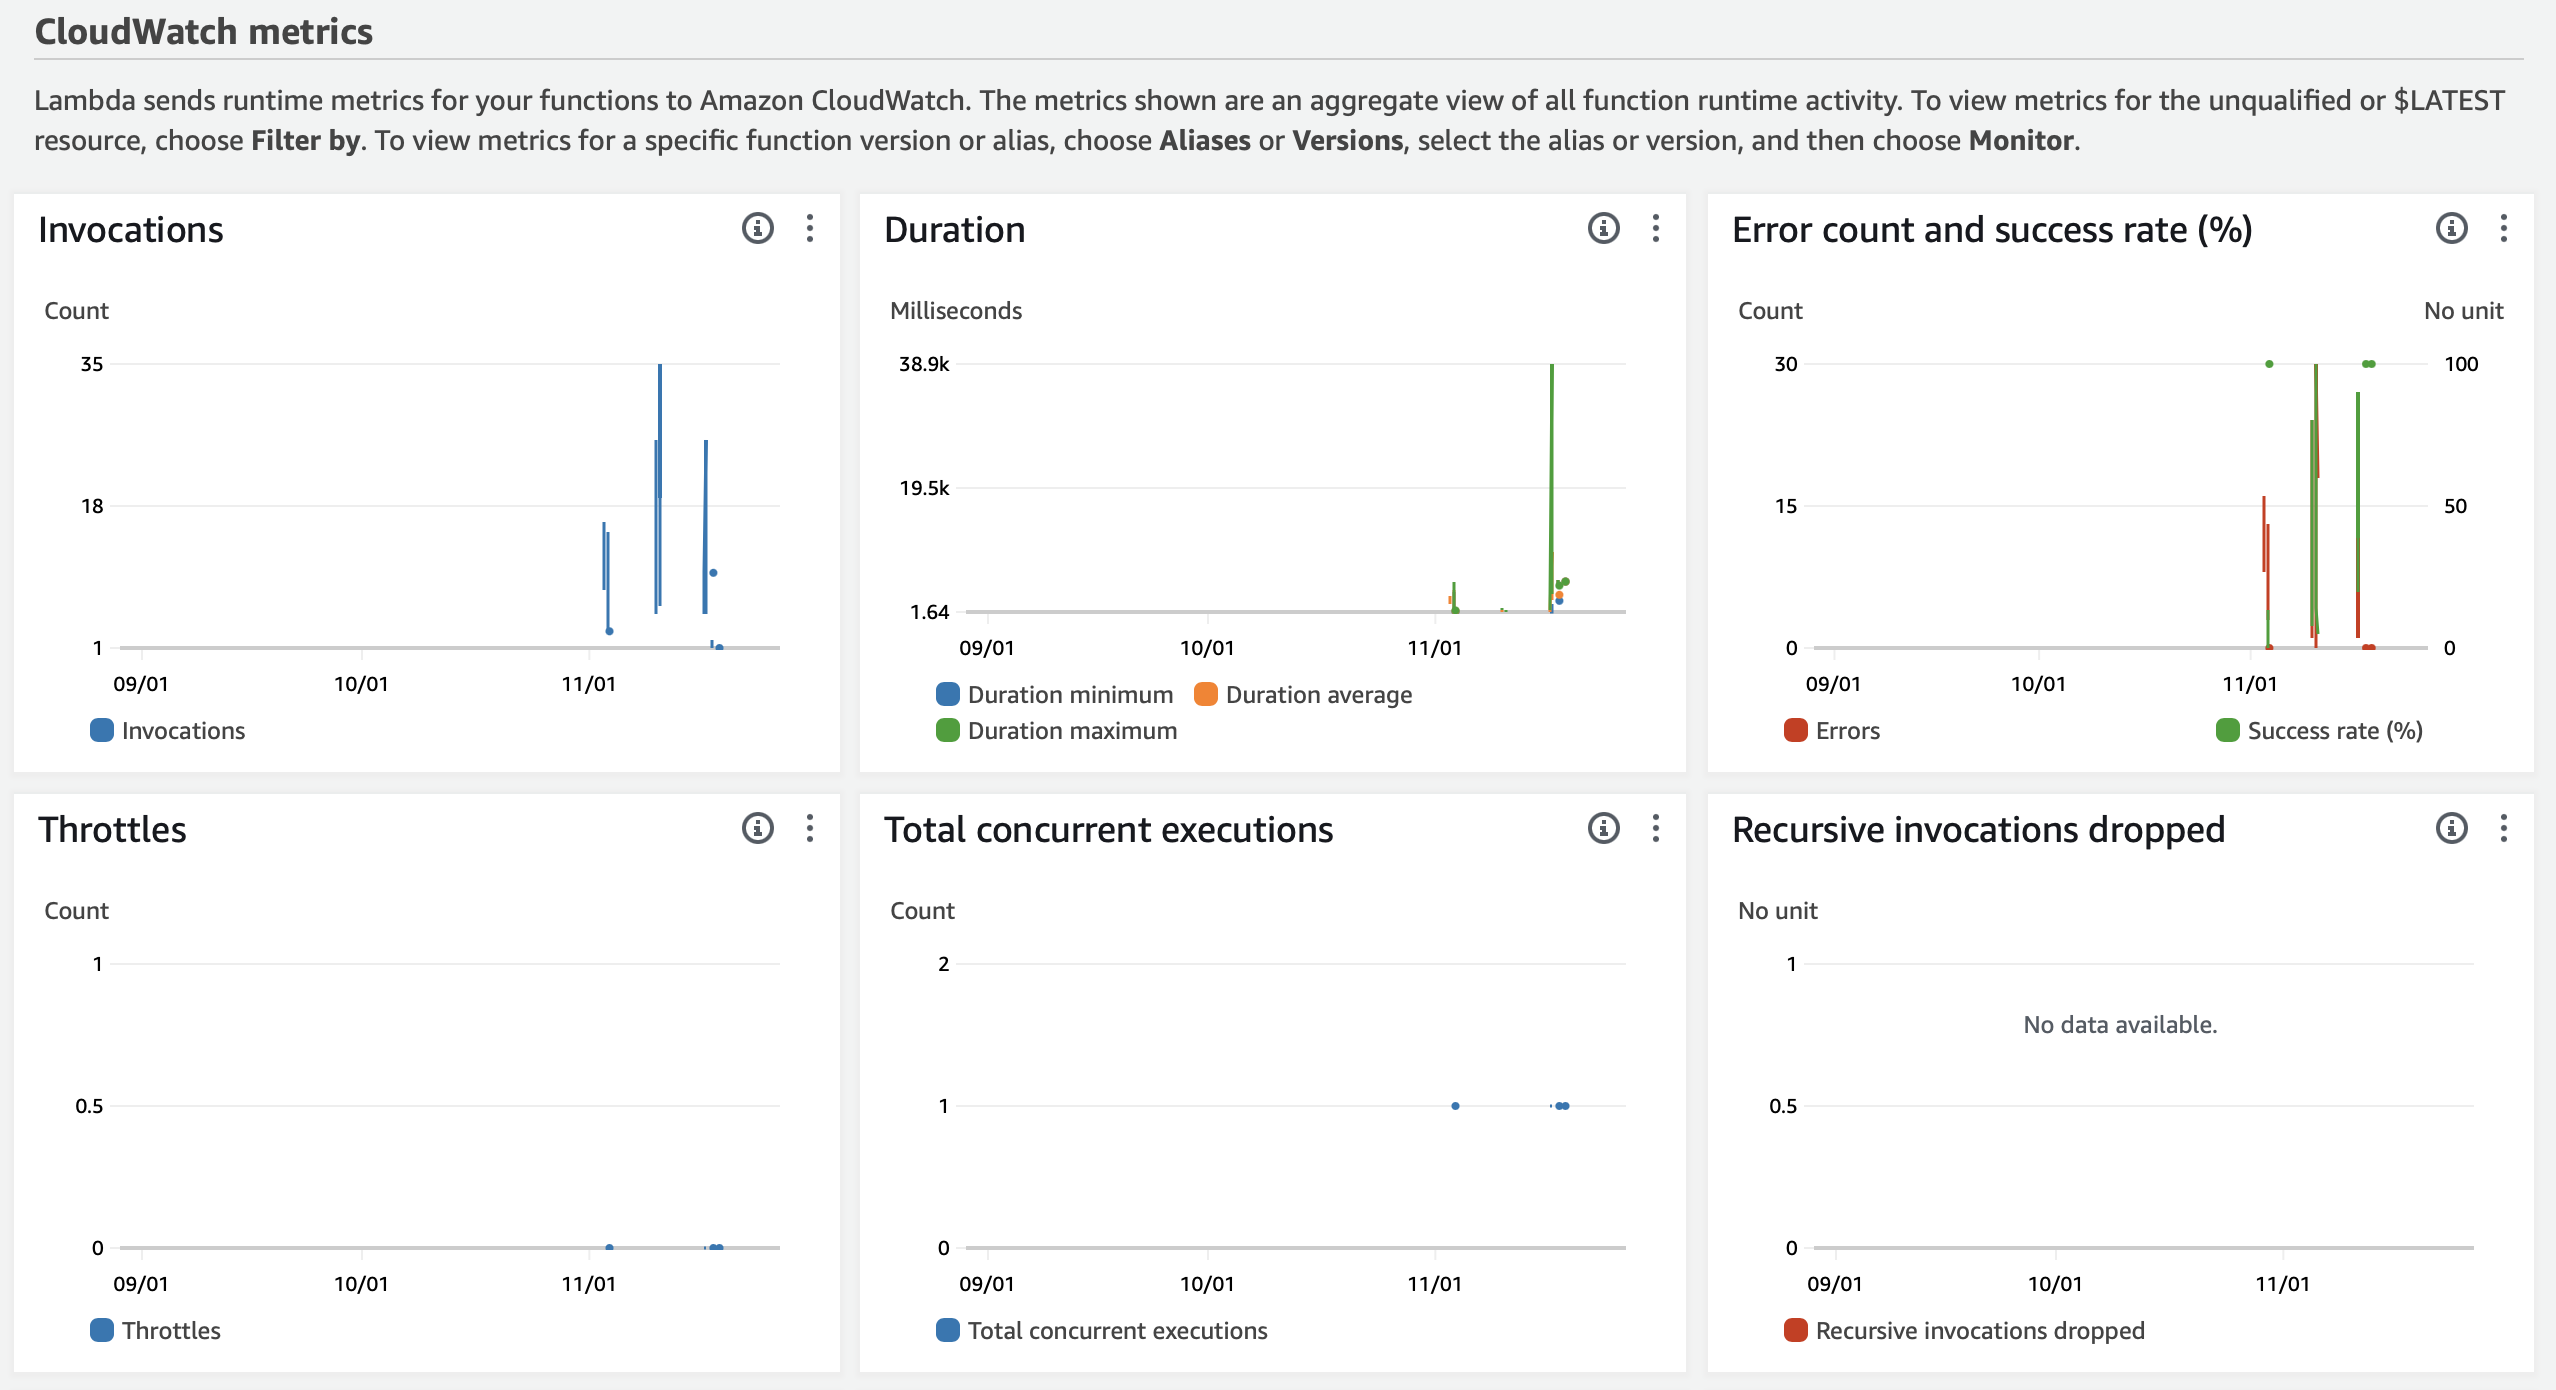 CloudWatch metrics
Lambda sends runtime metrics for your functions to Amazon CloudWatch. The metrics shown are an aggregate view of all function runtime activity. To view metrics for the unqualified or $LATEST
resource, choose Filter by. To view metrics for a specific function version or alias, choose Aliases or Versions, select the alias or version, and then choose Monitor.
Invocations
Count
35
18
1
09/01 10/01 11/01
Invocations
Duration
Milliseconds
38.9k
19.5k
1.64
09/01 10/01 11/01
Duration minimum Duration average
Duration maximum
Error count and success rate (%)
Count No unit
30 100
15 50
0 0
09/01 10/01 11/01
Errors Success rate (%)
Throttles
Count
1
0.5
0
09/01 10/01 11/01
Throttles
Total concurrent executions
Count
2
1
0
09/01 10/01 11/01
Total concurrent executions
Recursive invocations dropped
No unit
1
No data available.
0.5
0
09/01 10/01 11/01
Recursive invocations dropped